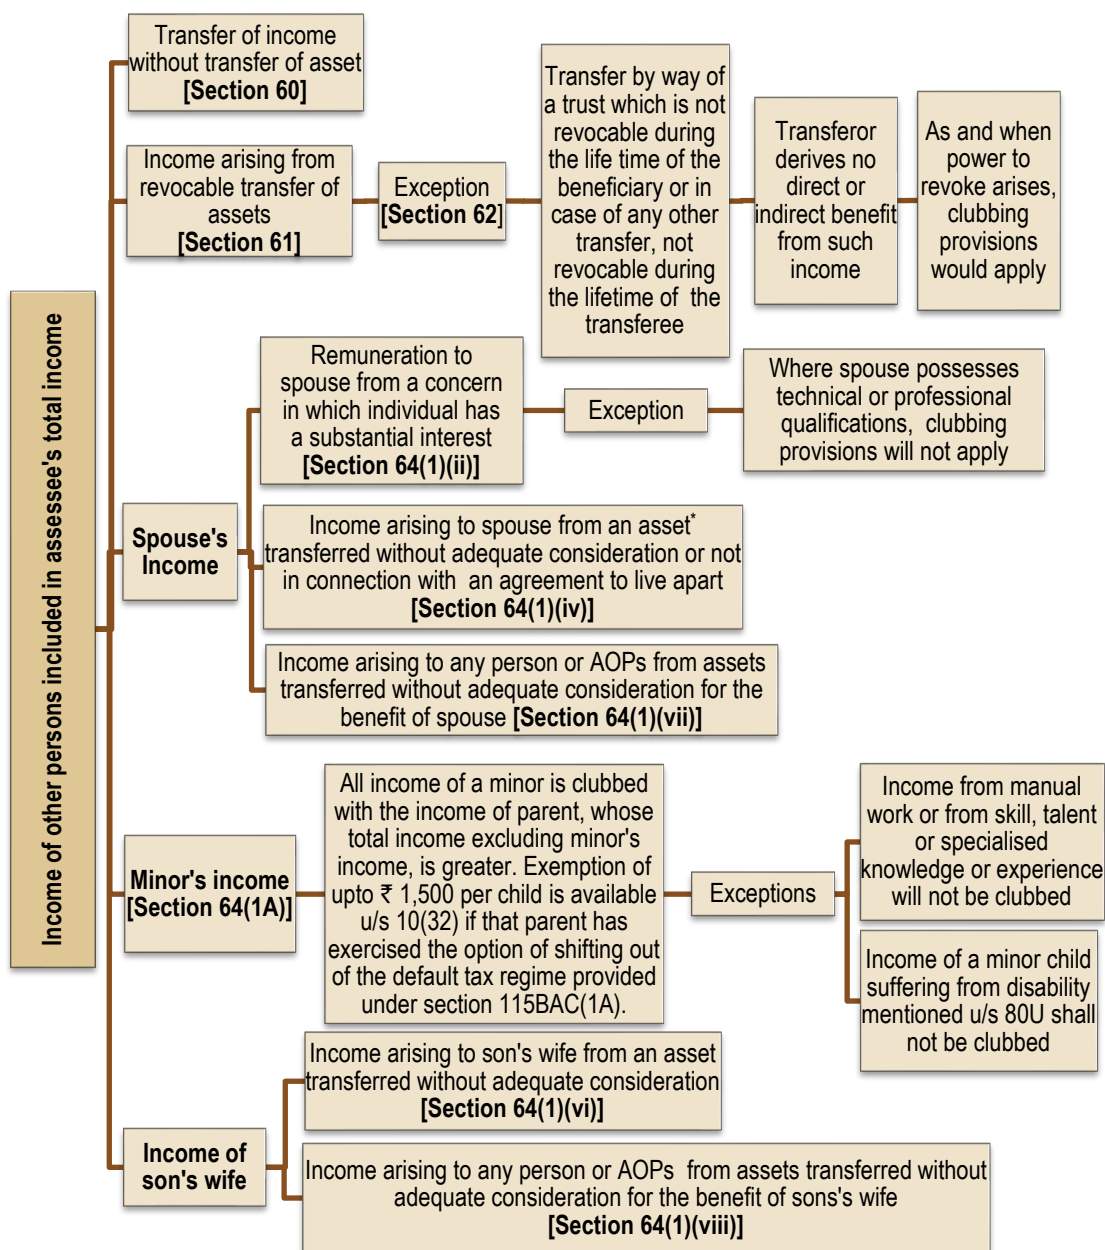 Income of other persons included in assessee's total income
Transfer of income
without transfer of asset
[Section 60]
Income arising from
revocable transfer of
assets
[Section 61]
Exception
[Section 62]
Transfer by way of
a trust which is not
revocable during
the life time of the
beneficiary or in
case of any other
transfer, not
revocable during
the lifetime of the
transferee
Transferor
derives no
direct or
indirect benefit
from such
income
As and when
power to
revoke arises,
clubbing
provisions
would apply
Spouse's
Income
Remuneration to
spouse from a concern
in which individual has
a substantial interest
[Section 64(1)(ii)]
Exception
Where spouse possesses
technical or professional
qualifications, clubbing
provisions will not apply
Income arising to spouse from an asset*
transferred without adequate consideration or not
in connection with an agreement to live apart
[Section 64(1)(iv)]
Income arising to any person or AOPs from assets
transferred without adequate consideration for the
benefit of spouse [Section 64(1)(vii)]
Minor's income
[Section 64(1A)]
All income of a minor is clubbed
with the income of parent, whose
total income excluding minor's
income, is greater. Exemption of
upto ₹ 1,500 per child is available
u/s 10(32) if that parent has
exercised the option of shifting out
of the default tax regime provided
under section 115BAC(1A).
Exceptions
Income from manual
work or from skill, talent
or specialised
knowledge or experience
will not be clubbed
Income of a minor child
suffering from disability
mentioned u/s 80U shall
not be clubbed
Income of
son's wife
Income arising to son's wife from an asset
transferred without adequate consideration
[Section 64(1)(vi)]
Income arising to any person or AOPs from assets transferred without
adequate consideration for the benefit of sons's wife
[Section 64(1)(viii)]